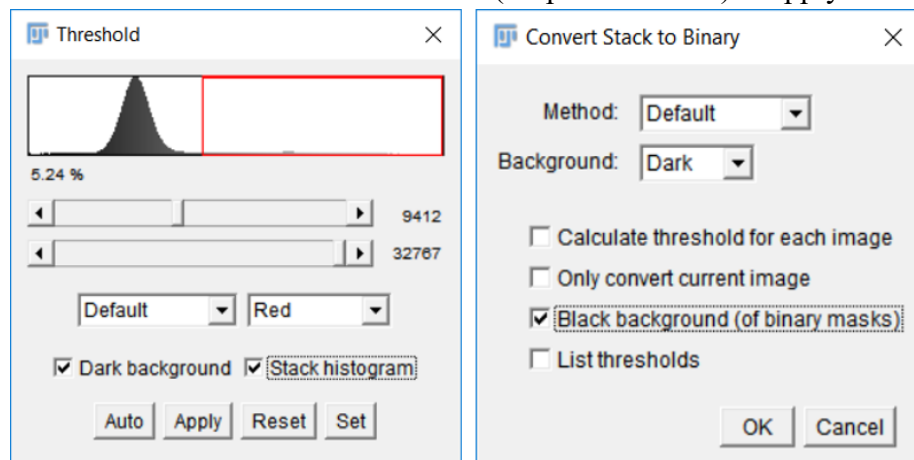 Threshold
5.24 %
9412
32767
Default Red
Dark background Stack histogram
Auto Apply Reset Set
Convert Stack to Binary
Method: Default
Background: Dark
Calculate threshold for each image
Only convert current image
Black background (of binary masks)
List thresholds
OK Cancel